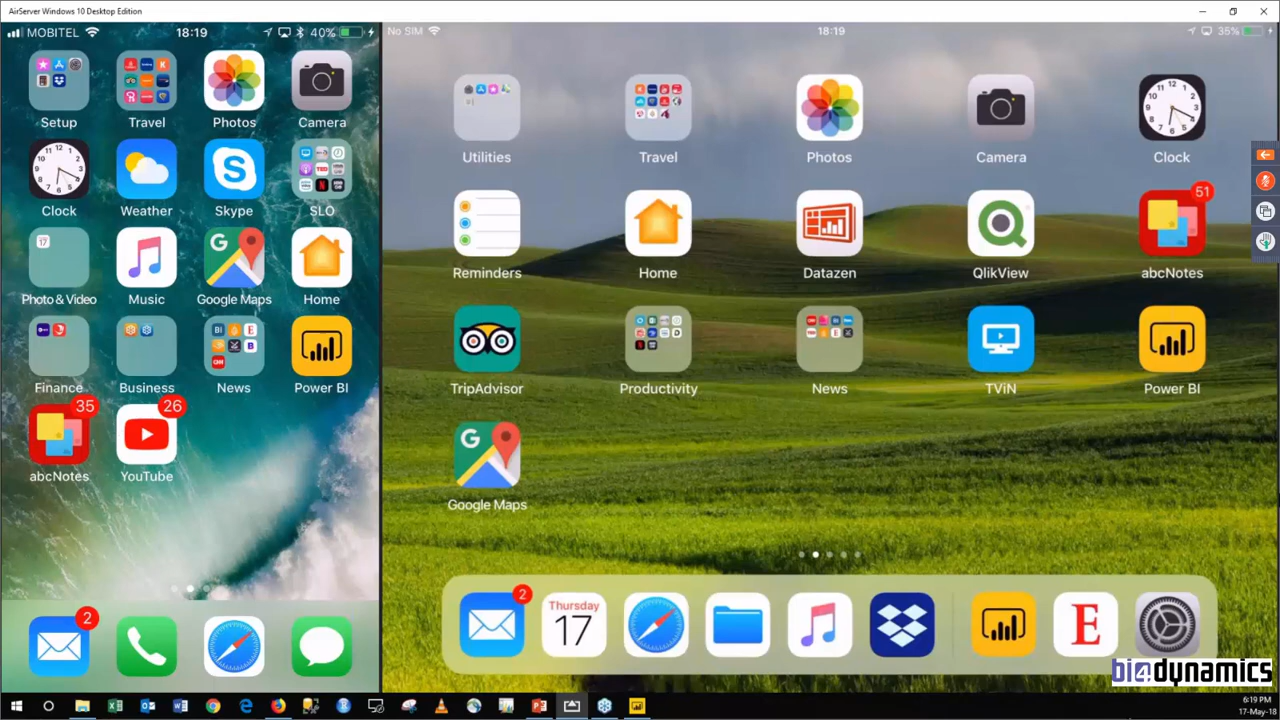 AirServer Windows 10 Desktop Edition
MOBITEL
18:19
40%
Setup
Travel
Photos
Camera
Clock
Weather
Skype
SLO
17
Photo & Video
Music
G
Google Maps
Home
Finance
Business
News
Power BI
35
abcNotes
26
YouTube
2
No SIM
18:19
35%
Utilities
Travel
Photos
Camera
Clock
Reminders
Home
Datazen
QlikView
51
abcNotes
TripAdvisor
Productivity
News
TViN
Power BI
G
Google Maps
2
Thursday
17
E
bi4dynamics
6:19 PM
17-May-18